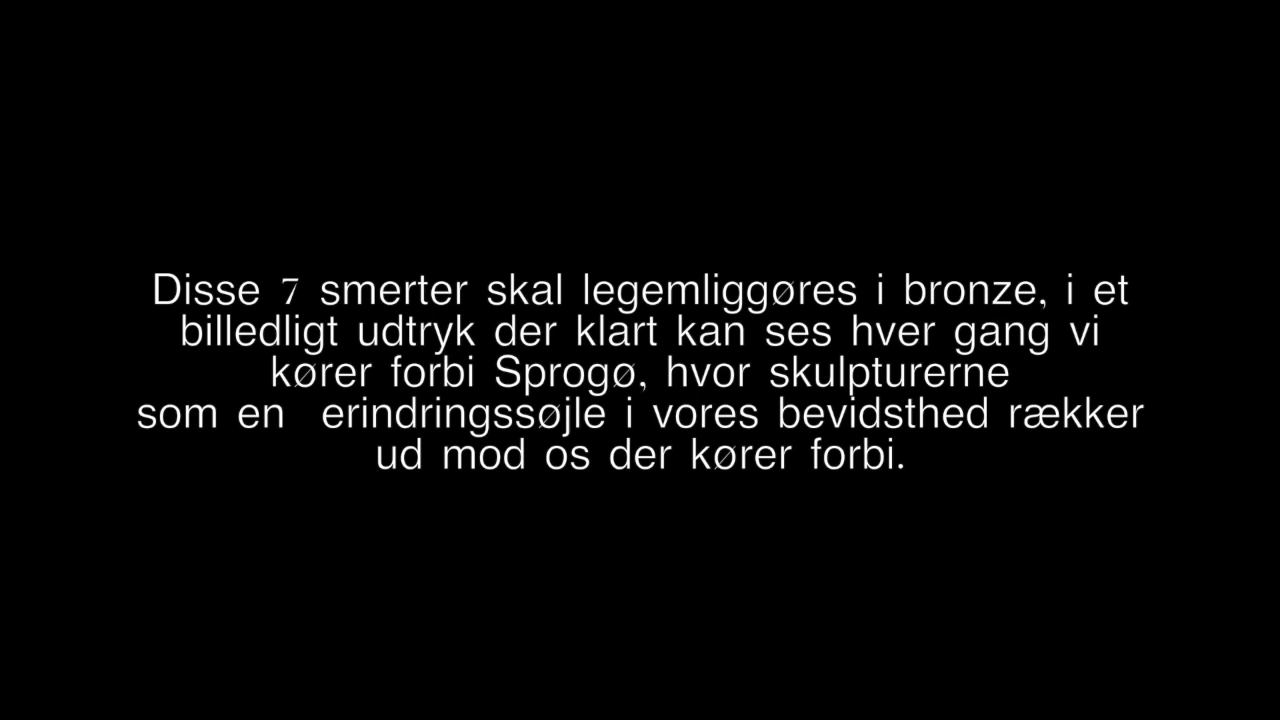 Disse 7 smerter skal legemliggøres i bronze, i et
billedligt udtryk der klart kan ses hver gang vi
kører forbi Sprogø, hvor skulpturerne
som en  erindringssøjle i vores bevidsthed rækker
ud mod os der kører forbi.